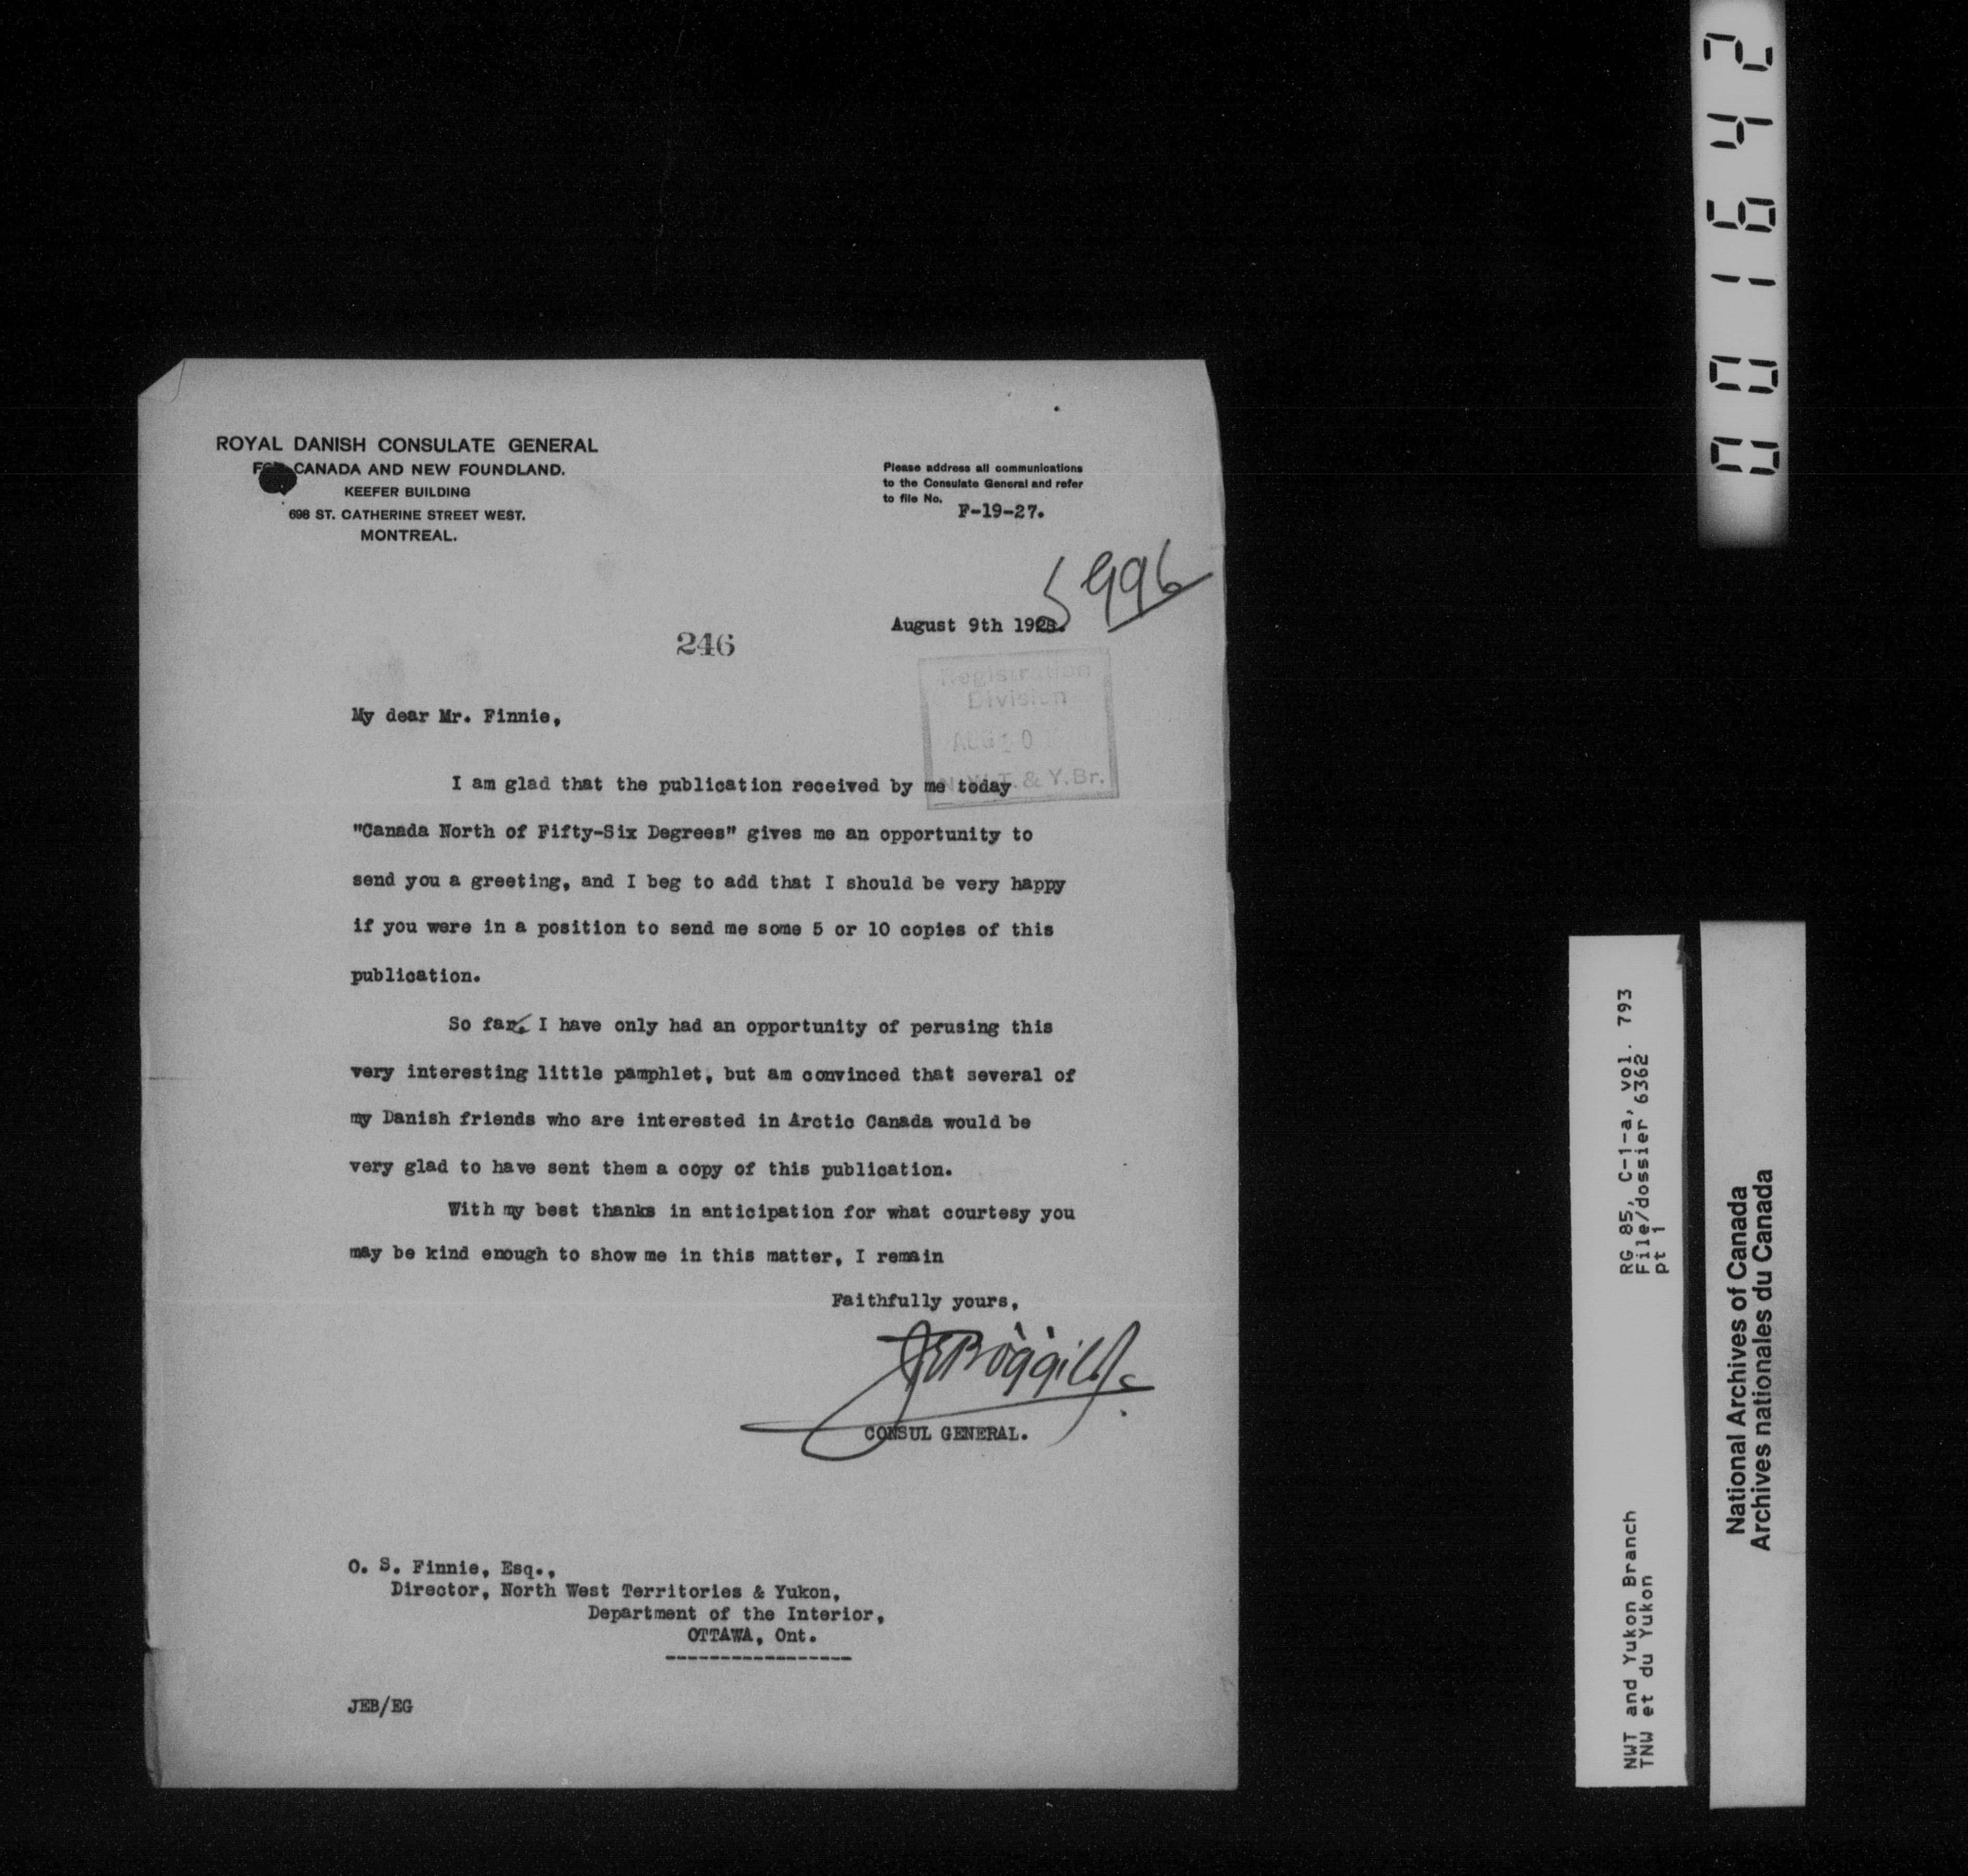 ROYAL DANISH CONSULATE GENERAL
FOR CANADA AND NEW FOUNDLAND.
KEEFER BUILDING
698 ST. CATHERINE STREET WEST.
MONTREAL.
Please address all communications
to the Consulate General and refer
to file No.
F-19-27.
5996
August 9th
246
Registration
Division
AUG 0
N.W.T. & Y.Br.
My dear Mr. Finnie,
I am glad that the publication received by me today
"Canada North of Fifty-Six Degrees" gives me an opportunity to
send you a greeting, and I beg to add that I should be very happy
if you were in a position to send me some 5 or 10 copies of this
publication.
So far, I have only had an opportunity of perusing this
very interesting little pamphlet, but am convinced that several of
my Danish friends who are interested in Arctic Canada would be
very glad to have sent them a copy of this publication.
With my best thanks in anticipation for what courtesy you
may be kind enough to show me in this matter, I remain
Faithfully yours,
JEBöggild
CONSUL GENERAL.
O. S. Finnie, Esq.,
Director, North West Territories & Yukon,
Department of the Interior,
OTTAWA, Ont.
-----------------
JEB/EG
001642
RG 85, C-1-a, vol. 793
File/dossier 6362
pt 1
NWT and Yukon Branch
TNW et du Yukon
National Archives of Canada
Archives nationales du Canada